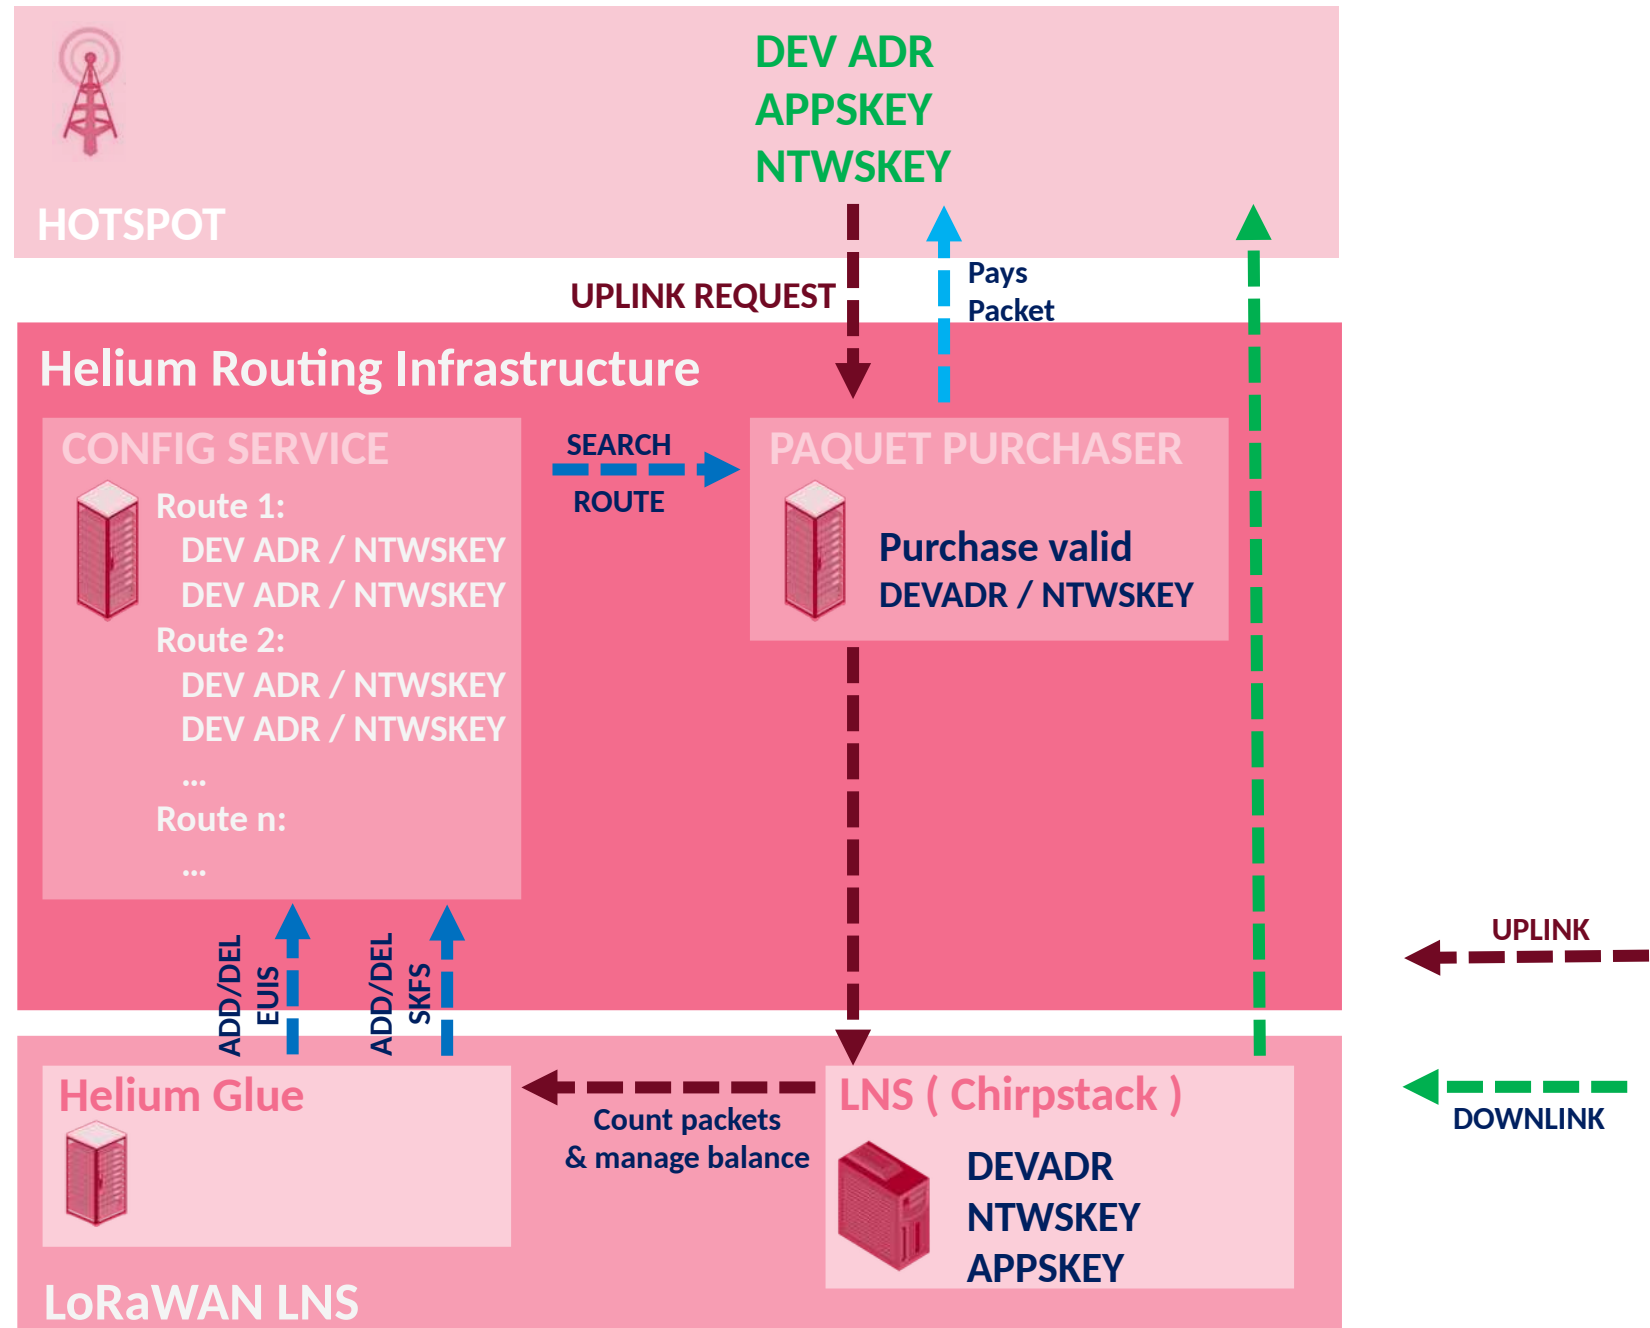 DEV ADR
APPSKEY
NTWSKEY
HOTSPOT
UPLINK REQUEST
Pays
Packet
Helium Routing Infrastructure
CONFIG SERVICE
Route 1:
DEV ADR / NTWSKEY
DEV ADR / NTWSKEY
Route 2:
DEV ADR / NTWSKEY
DEV ADR / NTWSKEY
...
Route n:
...
SEARCH
ROUTE
PAQUET PURCHASER
Purchase valid
DEVADR / NTWSKEY
ADD/DEL
EUIS
ADD/DEL
SKFS
UPLINK
DOWNLINK
Helium Glue
Count packets
& manage balance
LNS ( Chirpstack )
DEVADR
NTWSKEY
APPSKEY
LoRaWAN LNS